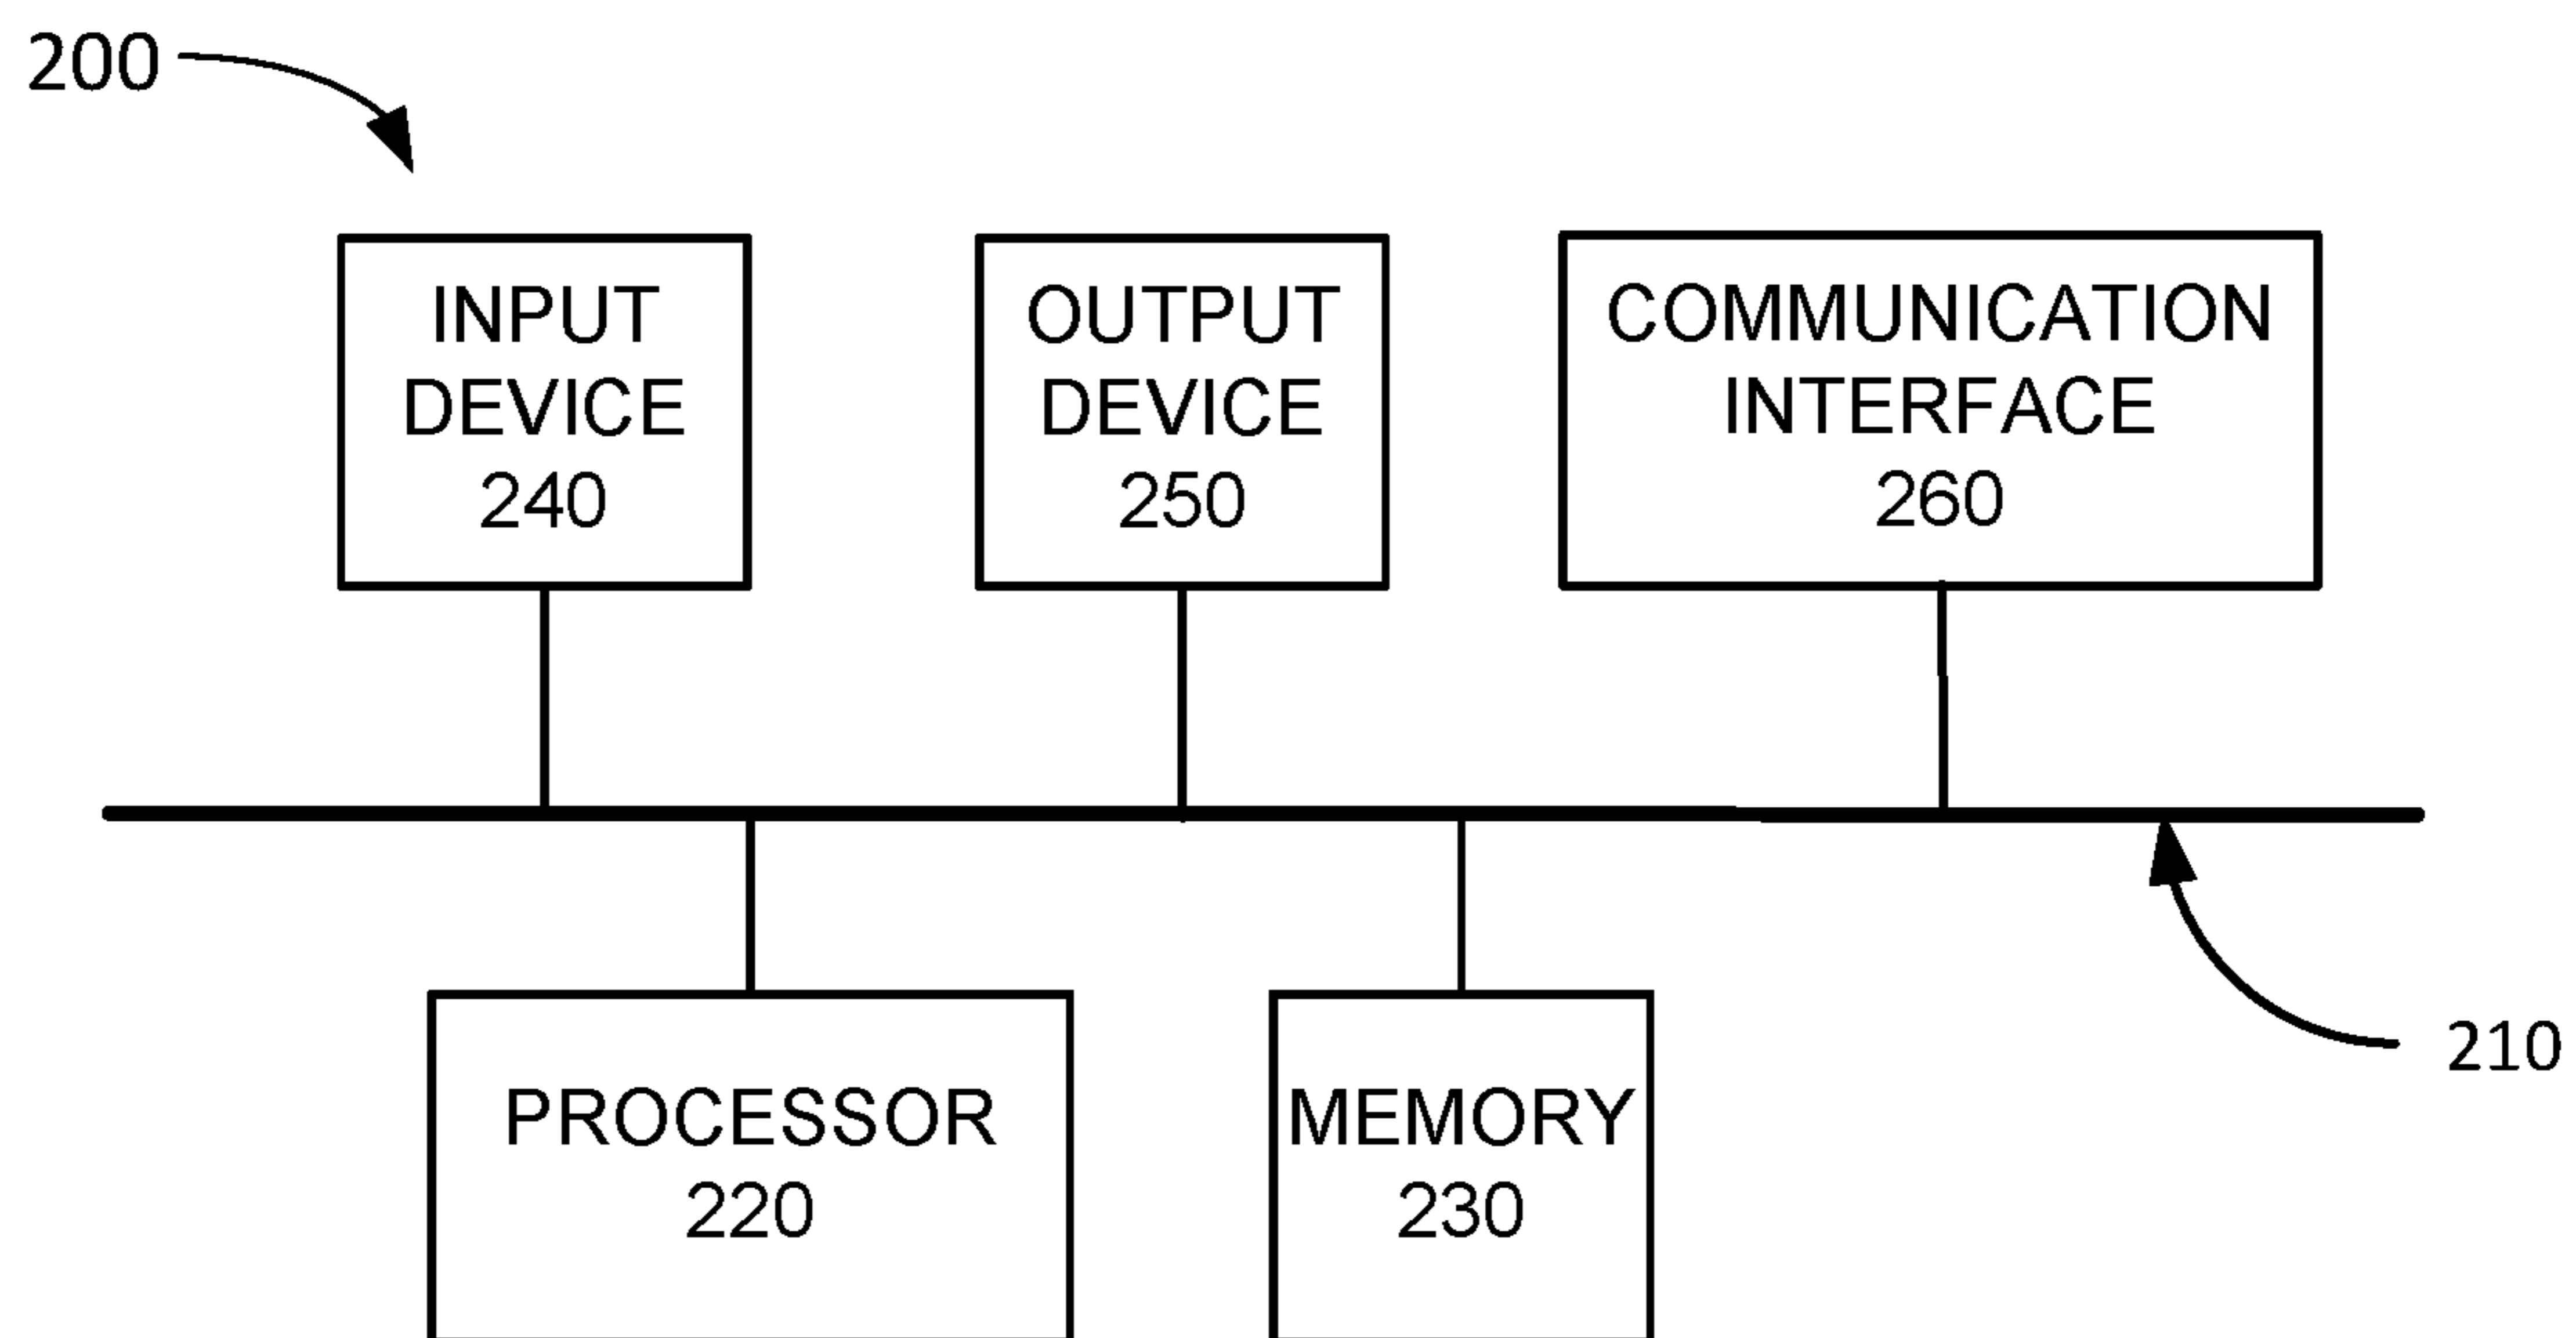 200
INPUT
DEVICE
240
OUTPUT
DEVICE
250
COMMUNICATION
INTERFACE
260
PROCESSOR
220
MEMORY
230
210